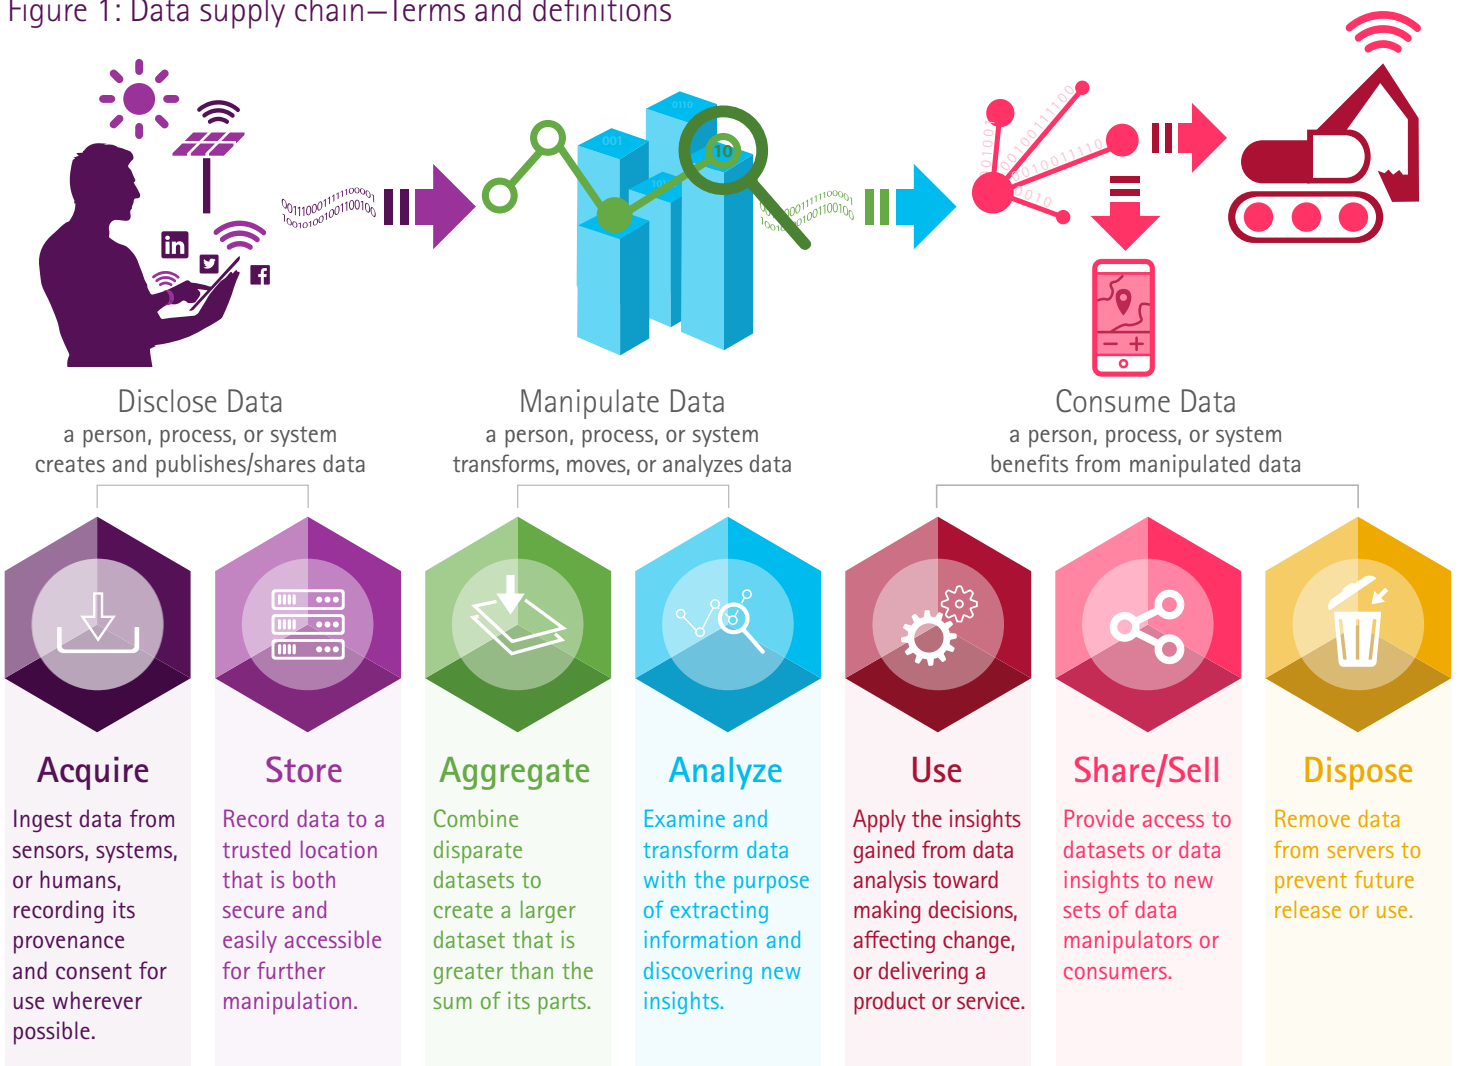 Figure 1: Data supply chain—Terms and definitions
0110
001
10
101
in
Disclose Data
a person, process, or system
creates and publishes/shares data
Manipulate Data
a person, process, or system
transforms, moves, or analyzes data
Consume Data
a person, process, or system
benefits from manipulated data
Acquire
Ingest data from
sensors, systems,
or humans,
recording its
provenance
and consent for
use wherever
possible.
Store
Record data to a
trusted location
that is both
secure and
easily accessible
for further
manipulation.
Aggregate
Combine
disparate
datasets to
create a larger
dataset that is
greater than the
sum of its parts.
Analyze
Examine and
transform data
with the purpose
of extracting
information and
discovering new
insights.
Use
Apply the insights
gained from data
analysis toward
making decisions,
affecting change,
or delivering a
product or service.
Share/Sell
Provide access to
datasets or data
insights to new
sets of data
manipulators or
consumers.
Dispose
Remove data
from servers to
prevent future
release or use.